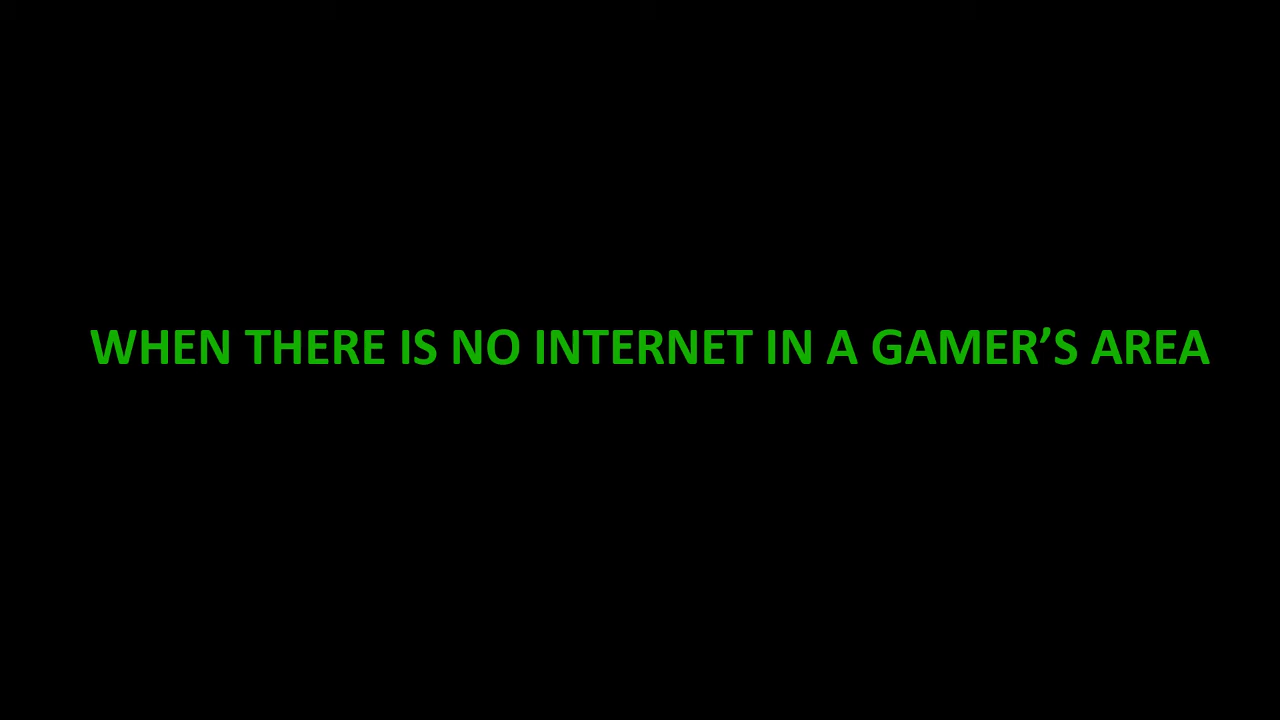 WHEN THERE IS NO INTERNET IN A GAMER’S AREA